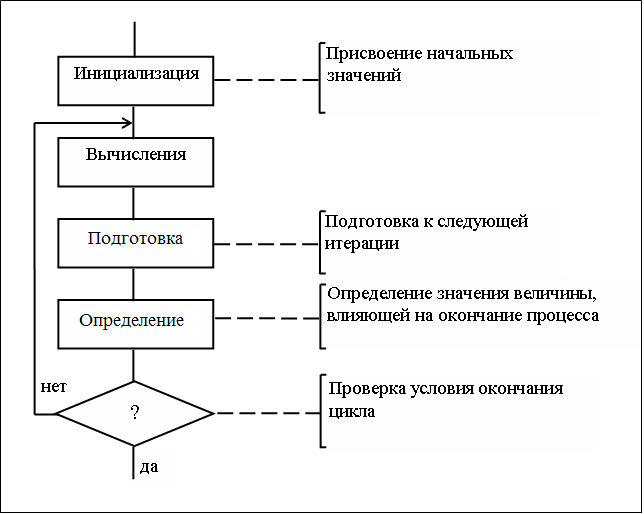 Инициализация
Присвоение начальных
значений
Вычисления
Подготовка
Подготовка к следующей
итерации
Определение
Определение значения величины,
влияющей на окончание процесса
нет
?
Проверка условия окончания
цикла
да